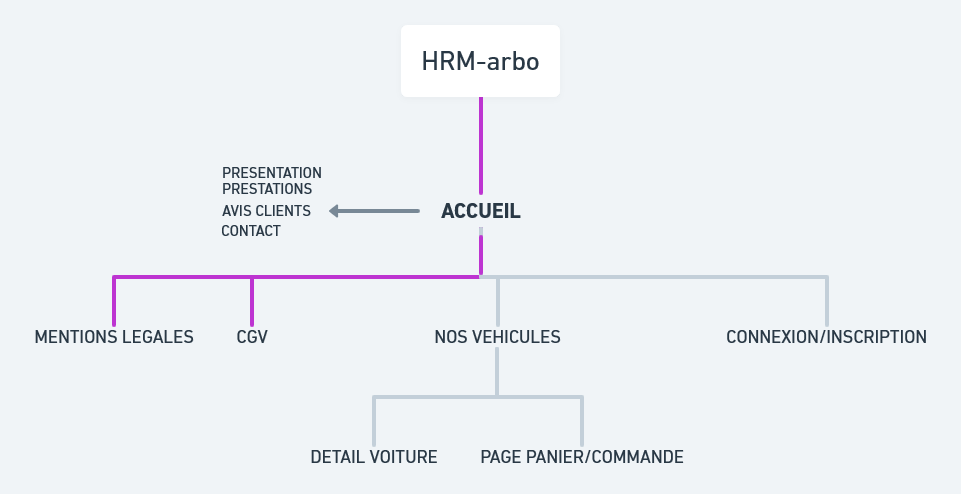 HRM-arbo
PRESENTATION
PRESTATIONS
AVIS CLIENTS
CONTACT
ACCUEIL
MENTIONS LEGALES
CGV
NOS VEHICULES
CONNEXION/INSCRIPTION
DETAIL VOITURE
PAGE PANIER/COMMANDE